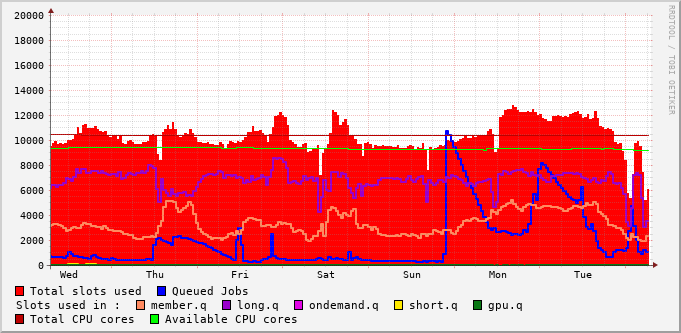 20000
18000
16000
14000
12000
10000
8000
6000
4000
2000
0
Wed Thu Fri Sat Sun Mon Tue
RRDTOOL / TOBI OETIKER
Total slots used Queued Jobs
Slots used in : member.q long.q ondemand.q short.q gpu.q
Total CPU cores Available CPU cores